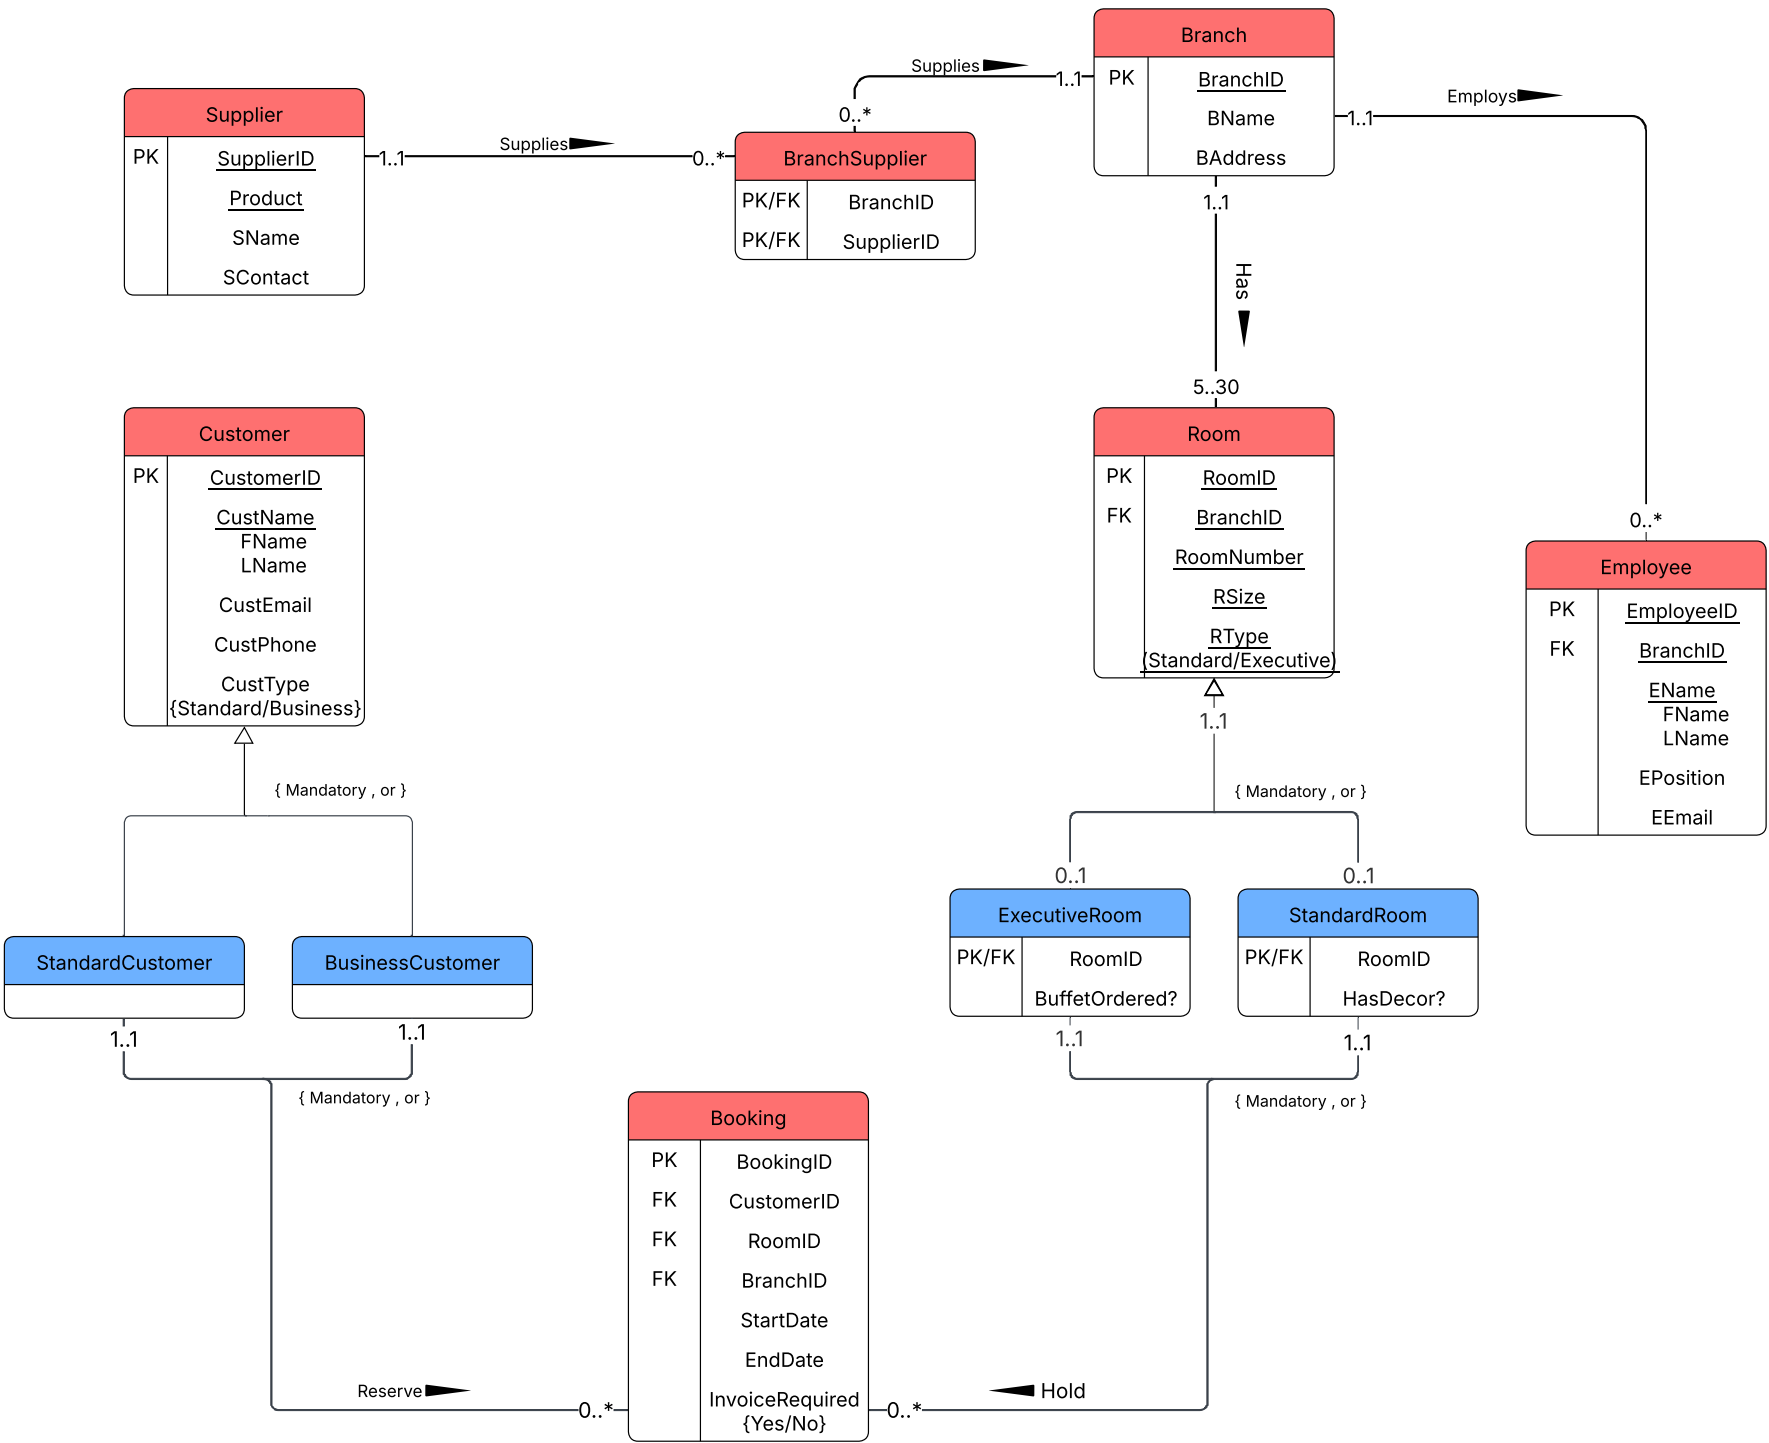 Branch
PK BranchID
BName
BAddress
Supplies
1..1
0..*
1..1
Employs
Supplier
PK SupplierID
Product
SName
SContact
1..1
Supplies
0..*
BranchSupplier
PK/FK BranchID
PK/FK SupplierID
1..1
Has
5..30
Customer
PK CustomerID
CustName
FName
LName
CustEmail
CustPhone
CustType
{Standard/Business}
Room
PK RoomID
FK BranchID
RoomNumber
RSize
RType
(Standard/Executive)
0..*
Employee
PK EmployeeID
FK BranchID
EName
FName
LName
EPosition
EEmail
{ Mandatory , or }
1..1
{ Mandatory , or }
0..1
0..1
StandardCustomer
BusinessCustomer
ExecutiveRoom
PK/FK RoomID
BuffetOrdered?
StandardRoom
PK/FK RoomID
HasDecor?
1..1
1..1
{ Mandatory , or }
1..1
1..1
{ Mandatory , or }
Booking
PK BookingID
FK CustomerID
FK RoomID
FK BranchID
StartDate
EndDate
InvoiceRequired
{Yes/No}
Reserve
0..*
0..*
Hold